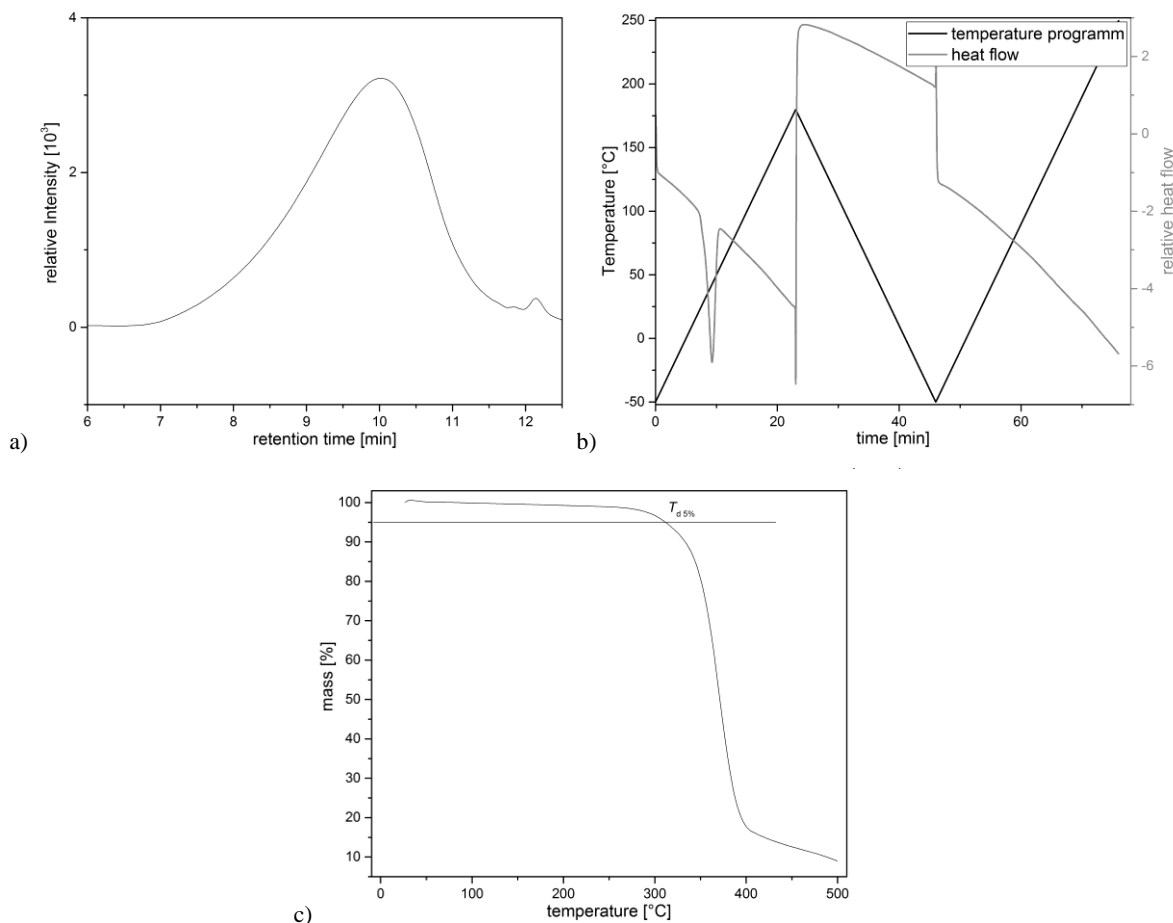 4
2
0
relative Intensity [10³]
6 7 8 9 10 11 12
retention time [min]
a)
250
200
150
100
50
0
-50
Temperature [°C]
temperature programm
heat flow
2
0
-2
-4
-6
relative heat flow
0 20 40 60
time [min]
b)
100
90
80
70
60
50
40
30
20
10
mass [%]
T d 5%
0 100 200 300 400 500
temperature [°C]
c)